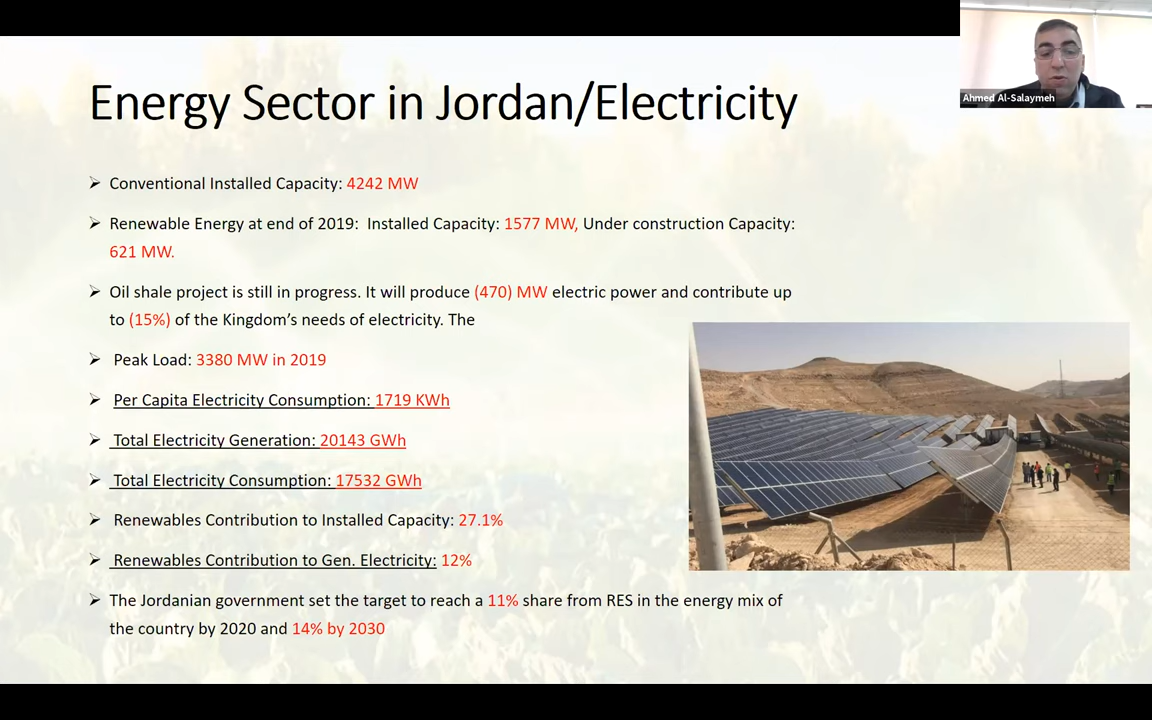 Ahmed Al-Salaymeh
Energy Sector in Jordan/Electricity
➢ Conventional Installed Capacity: 4242 MW
➢ Renewable Energy at end of 2019:  Installed Capacity: 1577 MW, Under construction Capacity:
621 MW.
➢ Oil shale project is still in progress. It will produce (470) MW electric power and contribute up
to (15%) of the Kingdom’s needs of electricity. The
➢ Peak Load: 3380 MW in 2019
➢ Per Capita Electricity Consumption: 1719 KWh
➢ Total Electricity Generation: 20143 GWh
➢ Total Electricity Consumption: 17532 GWh
➢ Renewables Contribution to Installed Capacity: 27.1%
➢ Renewables Contribution to Gen. Electricity: 12%
➢ The Jordanian government set the target to reach a 11% share from RES in the energy mix of
the country by 2020 and 14% by 2030